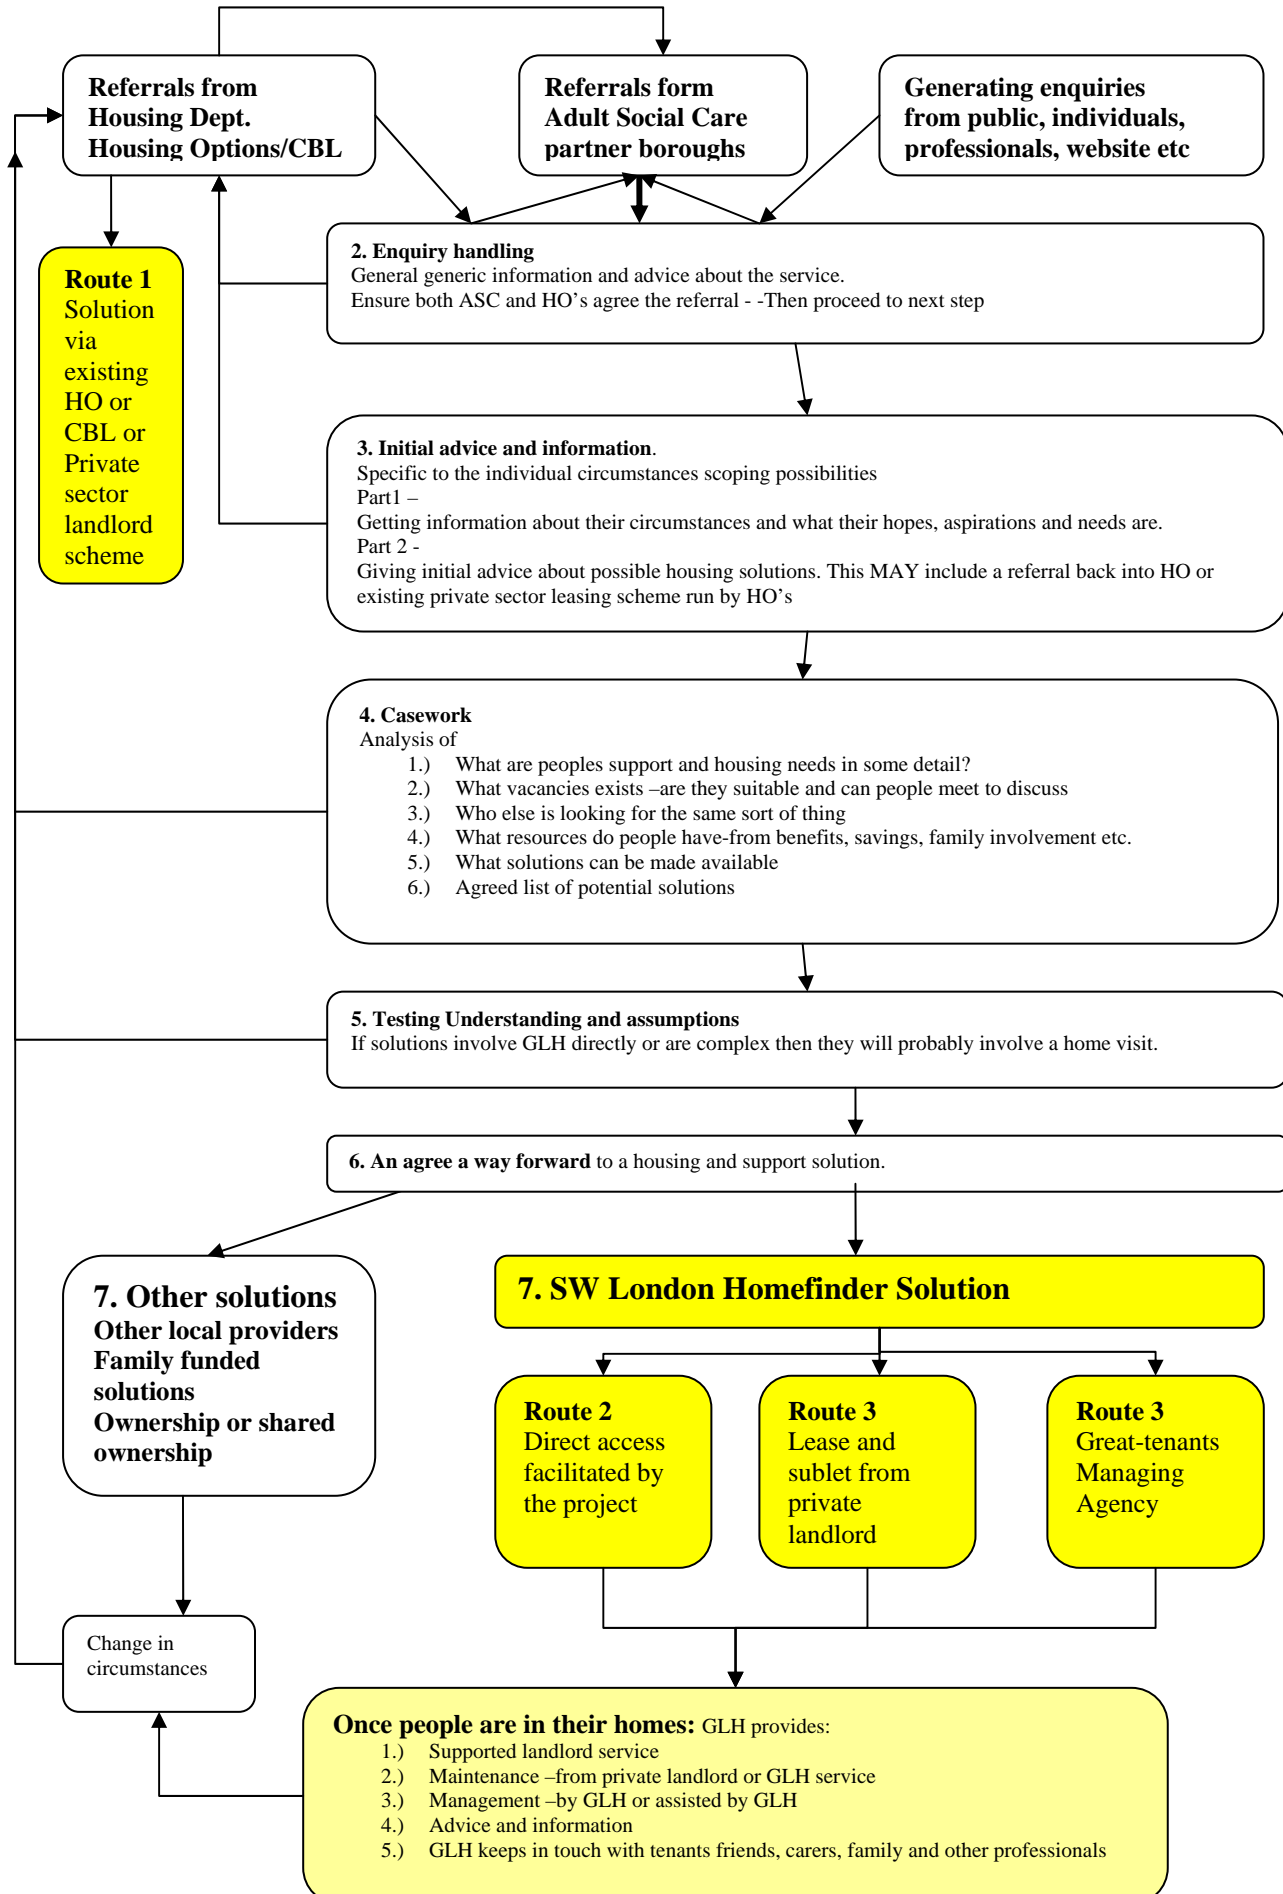 Referrals from
Housing Dept.
Housing Options/CBL
Referrals form
Adult Social Care
partner boroughs
Generating enquiries
from public, individuals,
professionals, website etc
Route 1
Solution
via
existing
HO or
CBL or
Private
sector
landlord
scheme
2. Enquiry handling
General generic information and advice about the service.
Ensure both ASC and HO’s agree the referral - -Then proceed to next step
3. Initial advice and information.
Specific to the individual circumstances scoping possibilities
Part1 –
Getting information about their circumstances and what their hopes, aspirations and needs are.
Part 2 -
Giving initial advice about possible housing solutions. This MAY include a referral back into HO or
existing private sector leasing scheme run by HO’s
4. Casework
Analysis of
1.) What are peoples support and housing needs in some detail?
2.) What vacancies exists –are they suitable and can people meet to discuss
3.) Who else is looking for the same sort of thing
4.) What resources do people have-from benefits, savings, family involvement etc.
5.) What solutions can be made available
6.) Agreed list of potential solutions
5. Testing Understanding and assumptions
If solutions involve GLH directly or are complex then they will probably involve a home visit.
6. An agree a way forward to a housing and support solution.
7. Other solutions
Other local providers
Family funded
solutions
Ownership or shared
ownership
7. SW London Homefinder Solution
Route 2
Direct access
facilitated by
the project
Route 3
Lease and
sublet from
private
landlord
Route 3
Great-tenants
Managing
Agency
Change in
circumstances
Once people are in their homes: GLH provides:
1.) Supported landlord service
2.) Maintenance –from private landlord or GLH service
3.) Management –by GLH or assisted by GLH
4.) Advice and information
5.) GLH keeps in touch with tenants friends, carers, family and other professionals